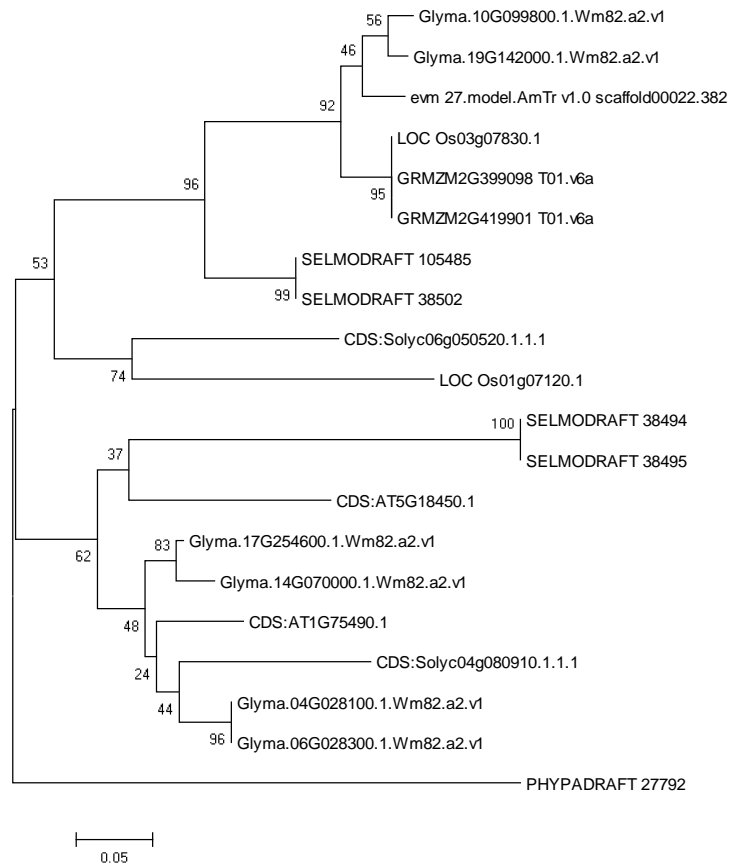 56
Glyma.10G099800.1.Wm82.a2.v1
46
Glyma.19G142000.1.Wm82.a2.v1
evm 27.model.AmTr v1.0 scaffold00022.382
92
LOC Os03g07830.1
GRMZM2G399098 T01.v6a
95
GRMZM2G419901 T01.v6a
96
SELMODRAFT 105485
53
99
SELMODRAFT 38502
CDS:Solyc06g050520.1.1.1
74
LOC Os01g07120.1
100
SELMODRAFT 38494
37
SELMODRAFT 38495
CDS:AT5G18450.1
62
83
Glyma.17G254600.1.Wm82.a2.v1
Glyma.14G070000.1.Wm82.a2.v1
48
CDS:AT1G75490.1
24
CDS:Solyc04g080910.1.1.1
44
Glyma.04G028100.1.Wm82.a2.v1
96
Glyma.06G028300.1.Wm82.a2.v1
PHYPADRAFT 27792
0.05